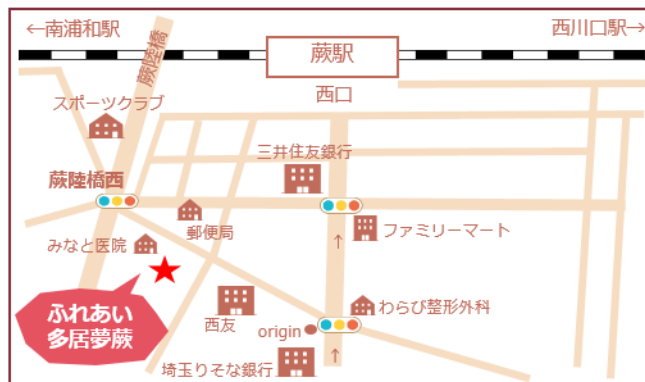 ←南浦和駅
西川口駅→
蕨駅
蕨陸橋
西口
スポーツクラブ
三井住友銀行
蕨陸橋西
郵便局
ファミリーマート
みなと医院
↑
ふれあい
多居夢蕨
西友
わらび整形外科
origin
埼玉りそな銀行
↑